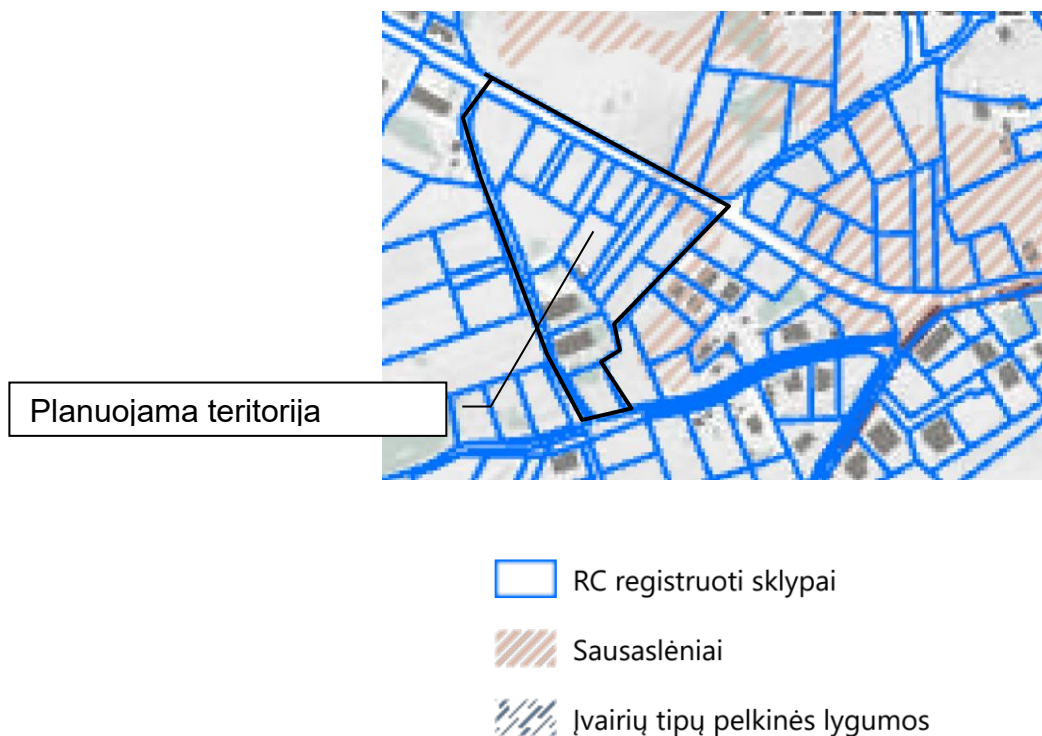 Planuojama teritorija
RC registruoti sklypai
Sausaslėniai
Įvairių tipų pelkinės lygumos